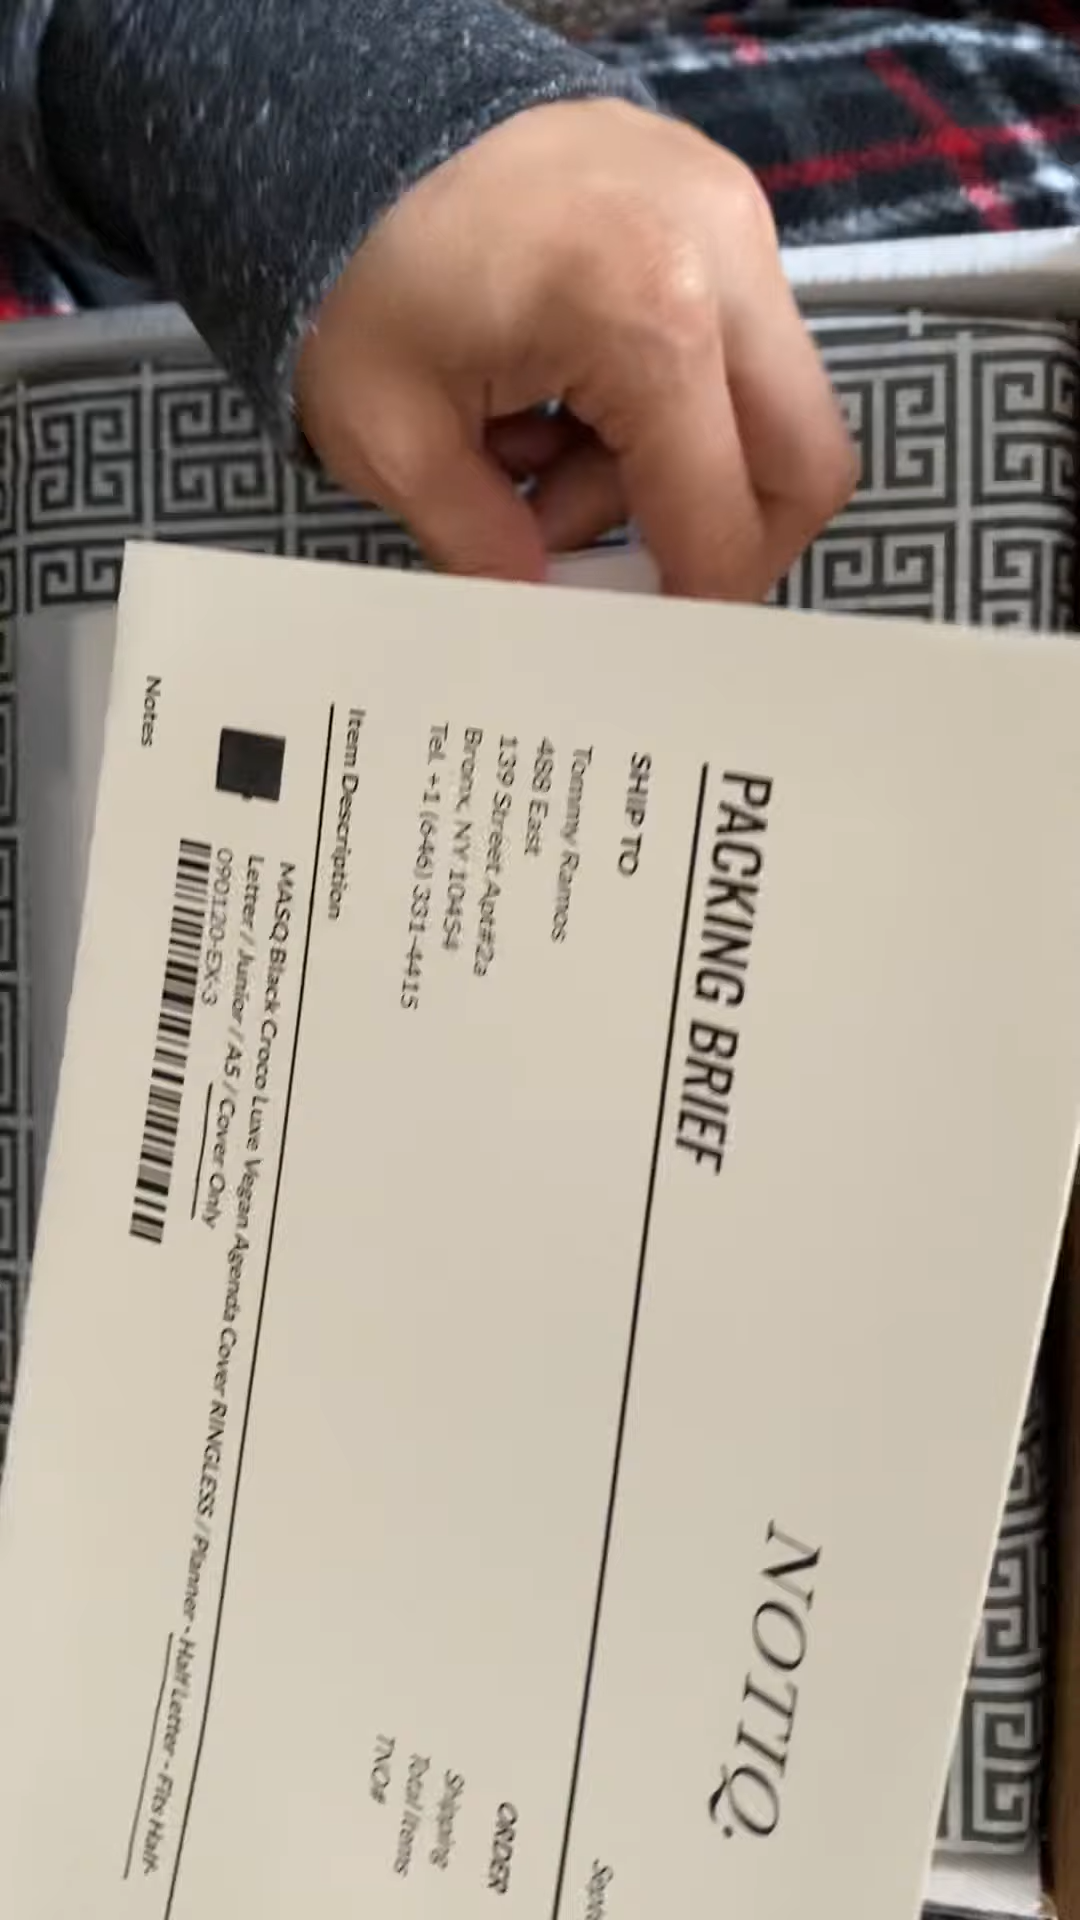 PACKING BRIEF
NOTIQ.
SHIP TO
Tommy Ramos
488 East
139 Street Apt#2a
Bronx, NY 10454
Tel. +1 (646) 331-4415
ORDER
Shipping
Total Items
TNO#
Item Description
MASQ Black Croco Luxe Vegan Agenda Cover RINGLESS / Planner - Half Letter - Fits Half
Letter / Junior / A5 / Cover Only
090120-EX-3
Notes